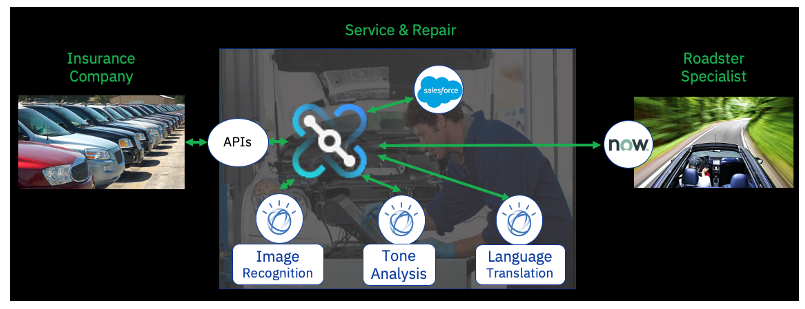 Service & Repair
Insurance
Company
Roadster
Specialist
salesforce
APIs
now
Image
Recognition
Tone
Analysis
Language
Translation